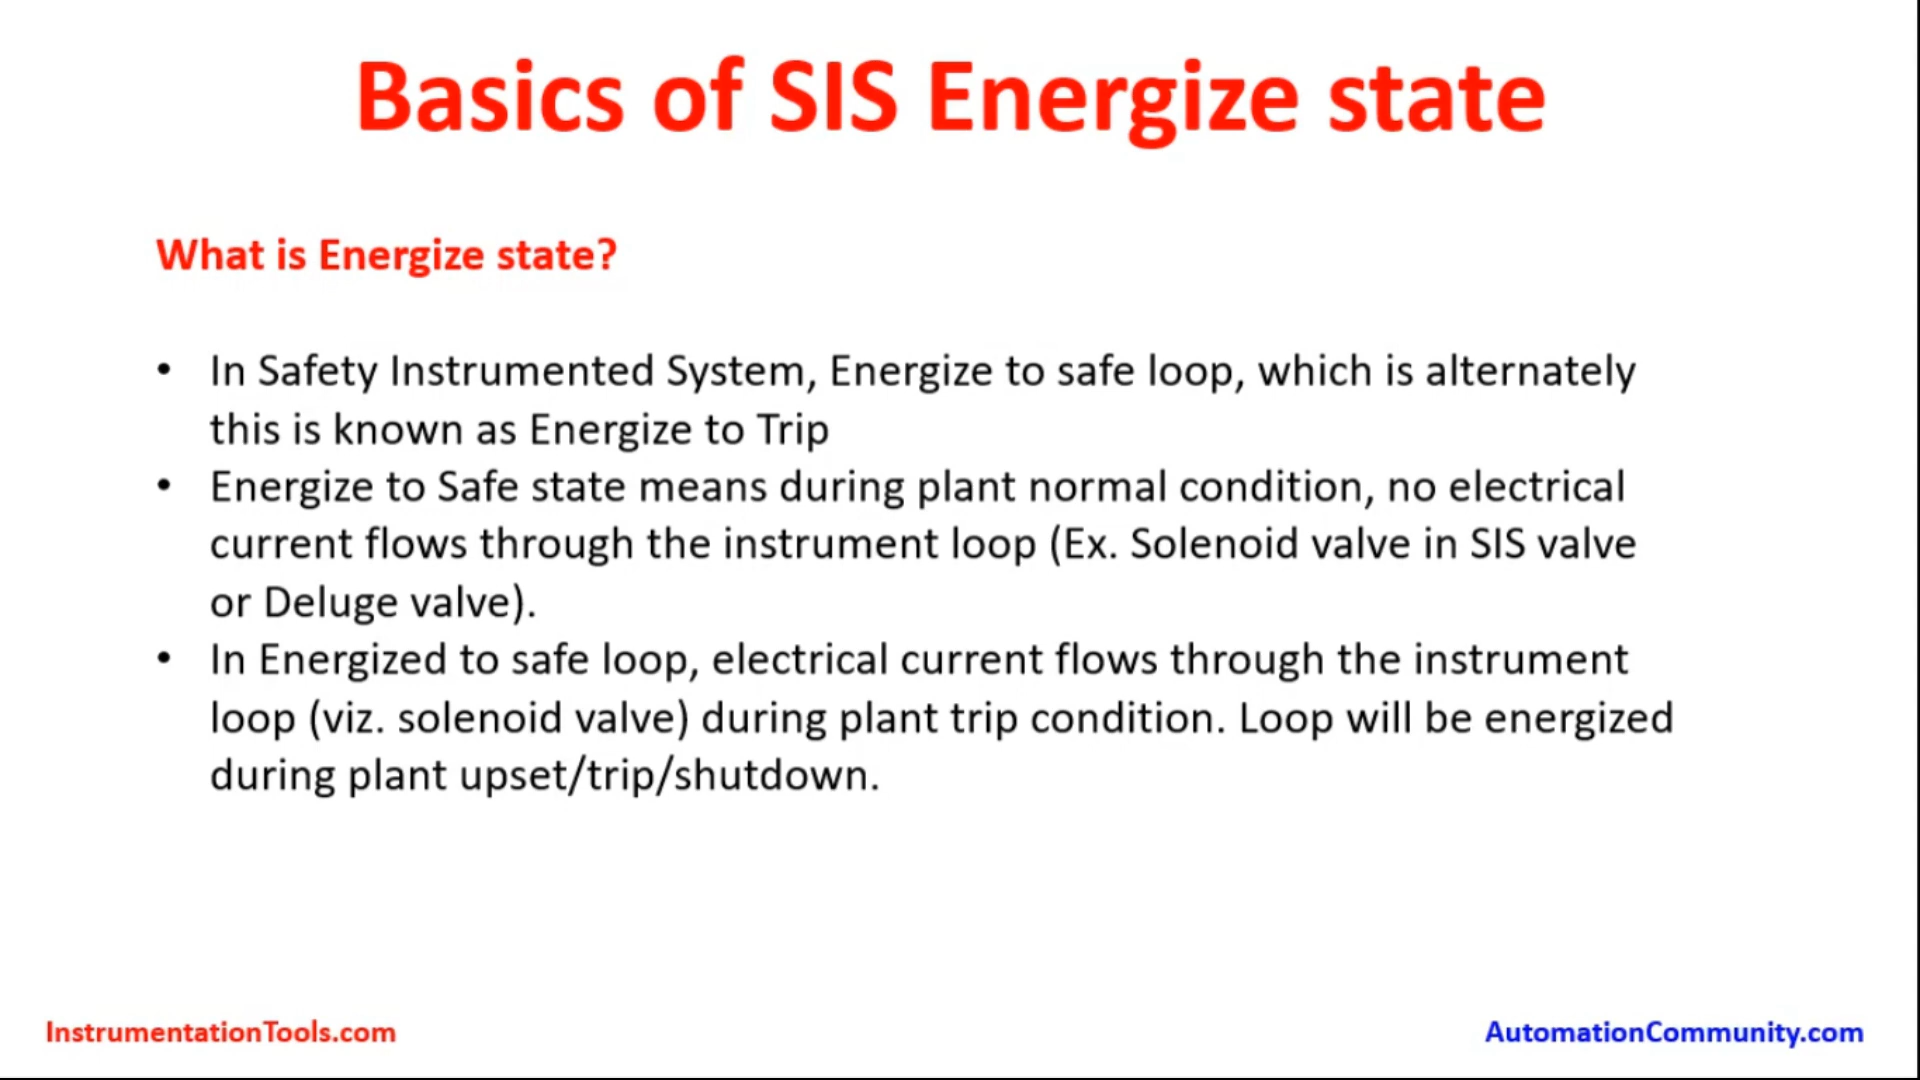 Basics of SIS Energize state
What is Energize state?
• In Safety Instrumented System, Energize to safe loop, which is alternately
this is known as Energize to Trip
• Energize to Safe state means during plant normal condition, no electrical
current flows through the instrument loop (Ex. Solenoid valve in SIS valve
or Deluge valve).
• In Energized to safe loop, electrical current flows through the instrument
loop (viz. solenoid valve) during plant trip condition. Loop will be energized
during plant upset/trip/shutdown.
InstrumentationTools.com
AutomationCommunity.com